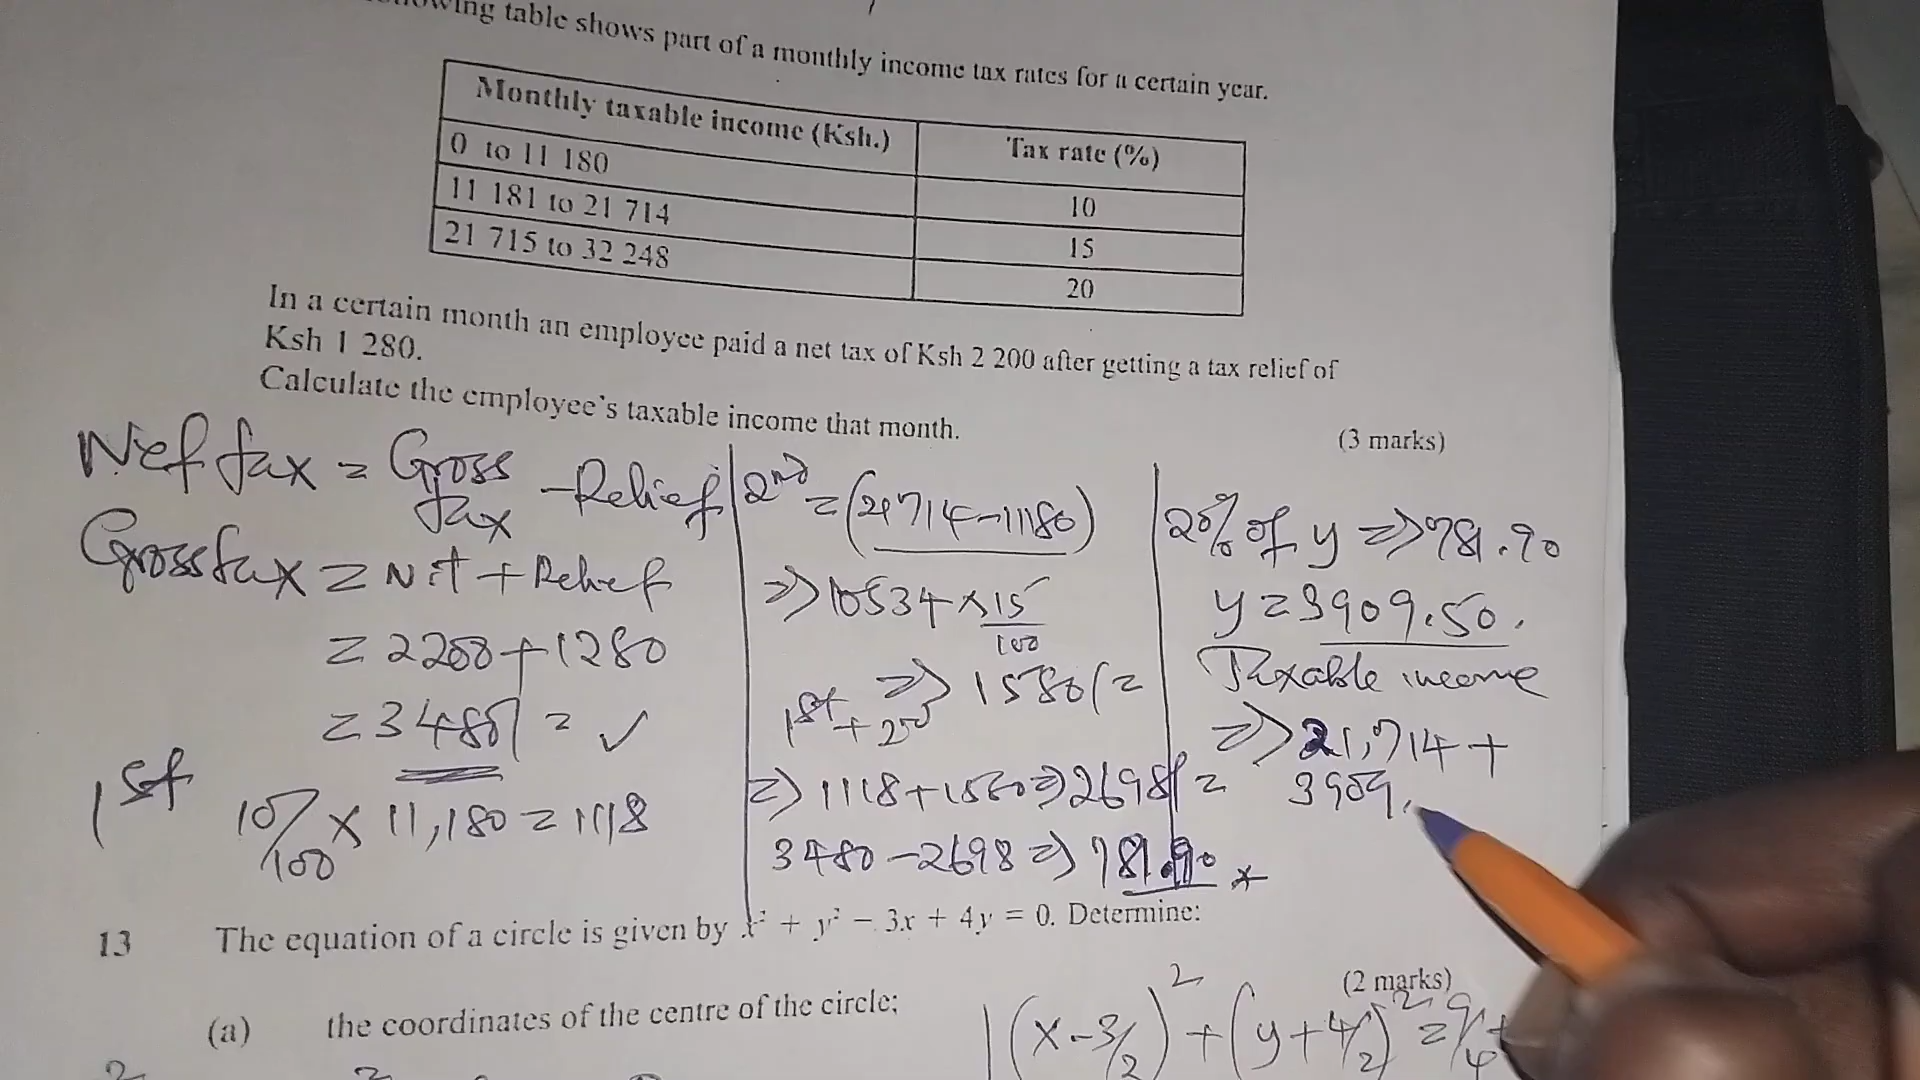 owing table shows part of a monthly income tax rates for a certain year.
Monthly taxable income (Ksh.) Tax rate (%)
0 to 11 180 10
11 181 to 21 714 15
21 715 to 32 248 20
In a certain month an employee paid a net tax of Ksh 2 200 after getting a tax relief of
Ksh 1 280.
Calculate the employee's taxable income that month.
(3 marks)
Net tax = Gross tax - Relief
Gross tax = Net + Relief
= 2200 + 1280
= 3480/= ✓
1st 10/100 × 11,180 = 1118
2nd = (21714-11180)
=> 10534 × 15/100
=> 1580/=
1st + 2nd
=> 1118 + 1580 => 2698/=
3480 - 2698 => 781.90 *
20% of y => 781.90
y = 3909.50.
Taxable income
=> 21,714 +
3909.
13 The equation of a circle is given by x² + y² - 3x + 4y = 0. Determine:
(2 marks)
(a) the coordinates of the centre of the circle;
(x-3/2)² + (y+4/2)² = 9/4 +